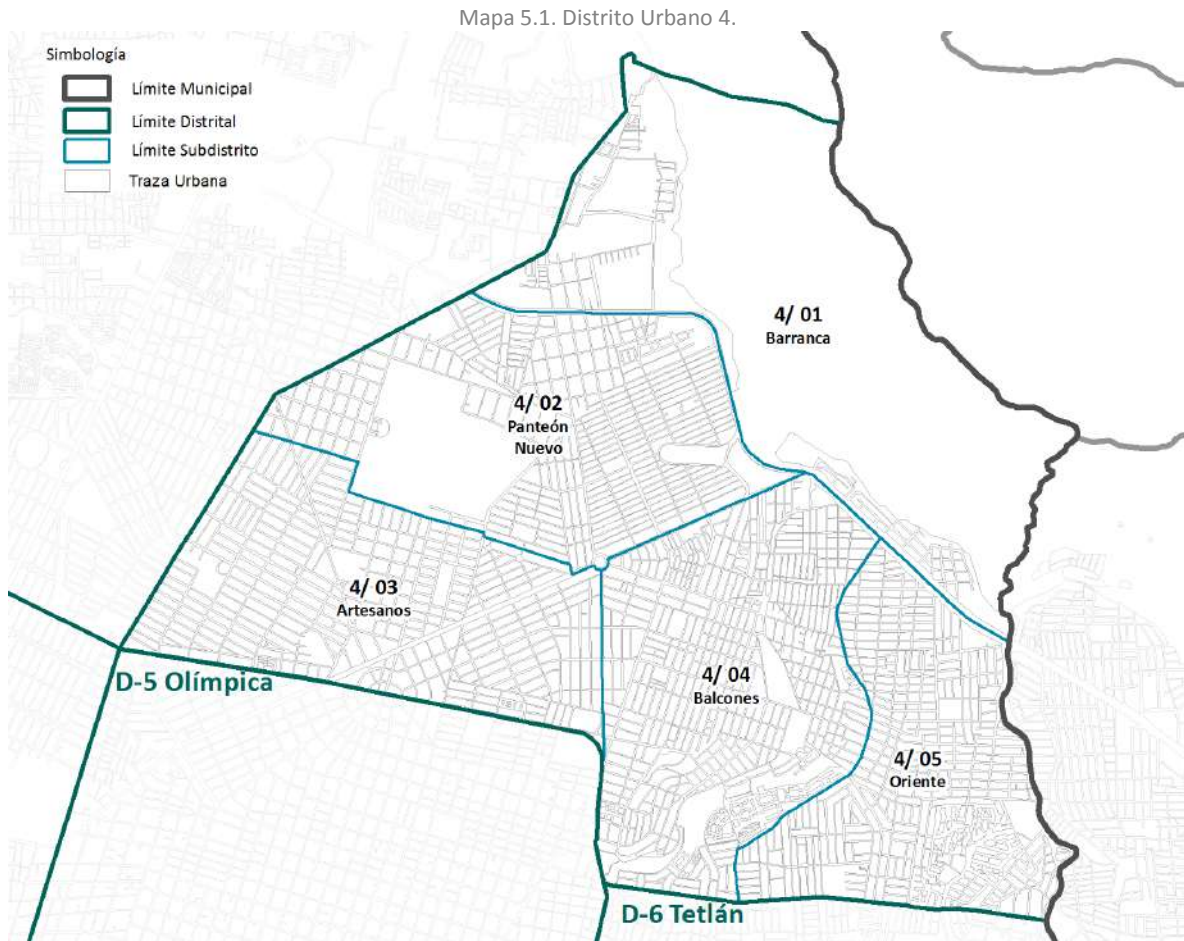 Mapa 5.1. Distrito Urbano 4.
Simbología
Límite Municipal
Límite Distrital
Límite Subdistrito
Traza Urbana
4/ 01
Barranca
4/ 02
Panteón
Nuevo
4/ 03
Artesanos
D-5 Olímpica
4/ 04
Balcones
4/ 05
Oriente
D-6 Tetlán